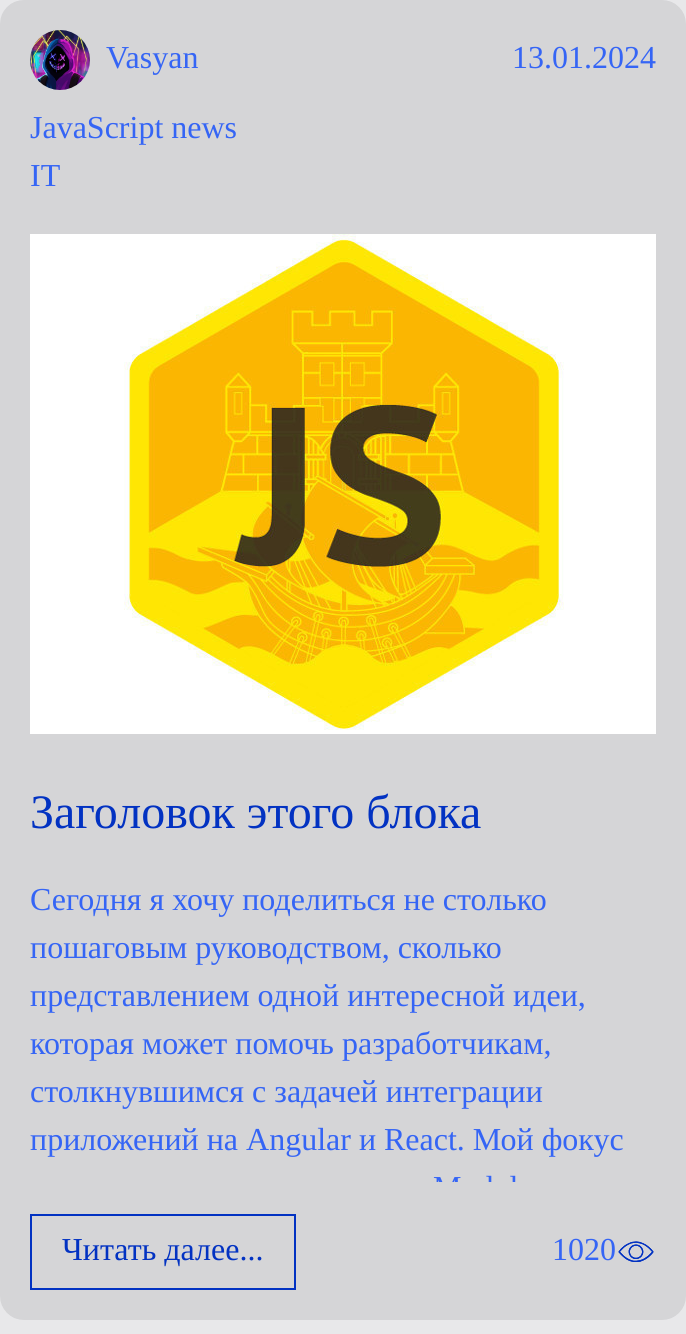 Vasyan
13.01.2024
JavaScript news
IT
JS
Заголовок этого блока
Сегодня я хочу поделиться не столько
пошаговым руководством, сколько
представлением одной интересной идеи,
которая может помочь разработчикам,
столкнувшимся с задачей интеграции
приложений на Angular и React. Мой фокус
Читать далее...
1020